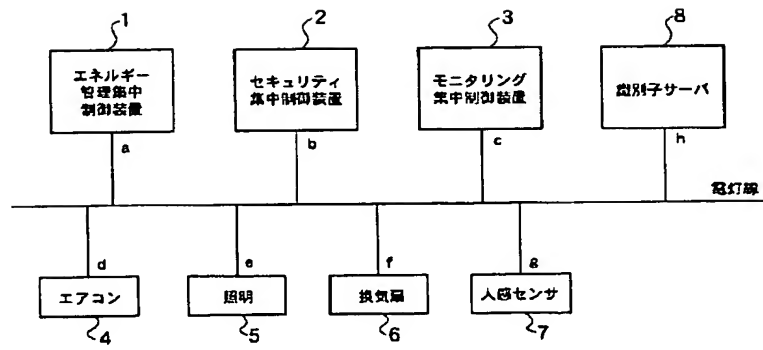 1
2
3
8
エネルギー
管理集中
制御装置
セキュリティ
集中制御装置
モニタリング
集中制御装置
識別子サーバ
a
b
c
h
電灯線
d
e
f
g
エアコン
照明
換気扇
人感センサ
4
5
6
7